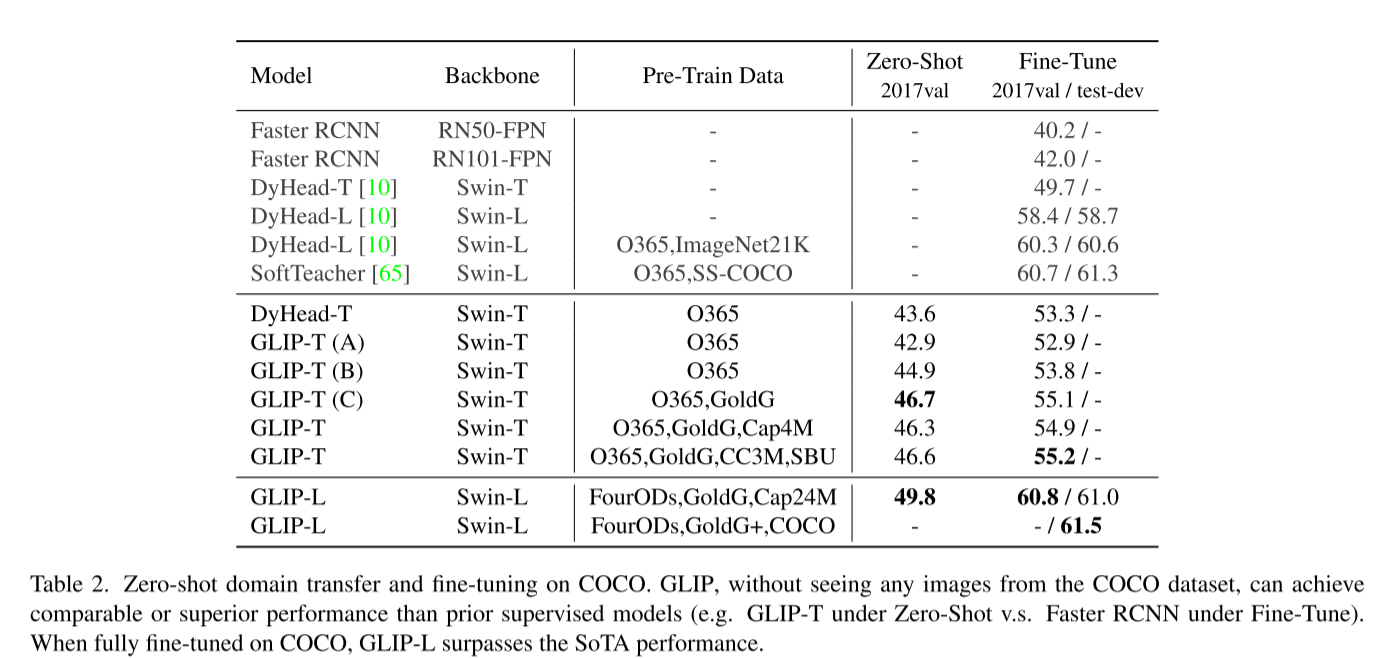 Model Backbone Pre-Train Data Zero-Shot Fine-Tune
2017val 2017val / test-dev
Faster RCNN RN50-FPN - - 40.2 / -
Faster RCNN RN101-FPN - - 42.0 / -
DyHead-T [10] Swin-T - - 49.7 / -
DyHead-L [10] Swin-L - - 58.4 / 58.7
DyHead-L [10] Swin-L O365,ImageNet21K - 60.3 / 60.6
SoftTeacher [65] Swin-L O365,SS-COCO - 60.7 / 61.3
DyHead-T Swin-T O365 43.6 53.3 / -
GLIP-T (A) Swin-T O365 42.9 52.9 / -
GLIP-T (B) Swin-T O365 44.9 53.8 / -
GLIP-T (C) Swin-T O365,GoldG 46.7 55.1 / -
GLIP-T Swin-T O365,GoldG,Cap4M 46.3 54.9 / -
GLIP-T Swin-T O365,GoldG,CC3M,SBU 46.6 55.2 / -
GLIP-L Swin-L FourODs,GoldG,Cap24M 49.8 60.8 / 61.0
GLIP-L Swin-L FourODs,GoldG+,COCO - - / 61.5
Table 2. Zero-shot domain transfer and fine-tuning on COCO. GLIP, without seeing any images from the COCO dataset, can achieve
comparable or superior performance than prior supervised models (e.g. GLIP-T under Zero-Shot v.s. Faster RCNN under Fine-Tune).
When fully fine-tuned on COCO, GLIP-L surpasses the SoTA performance.